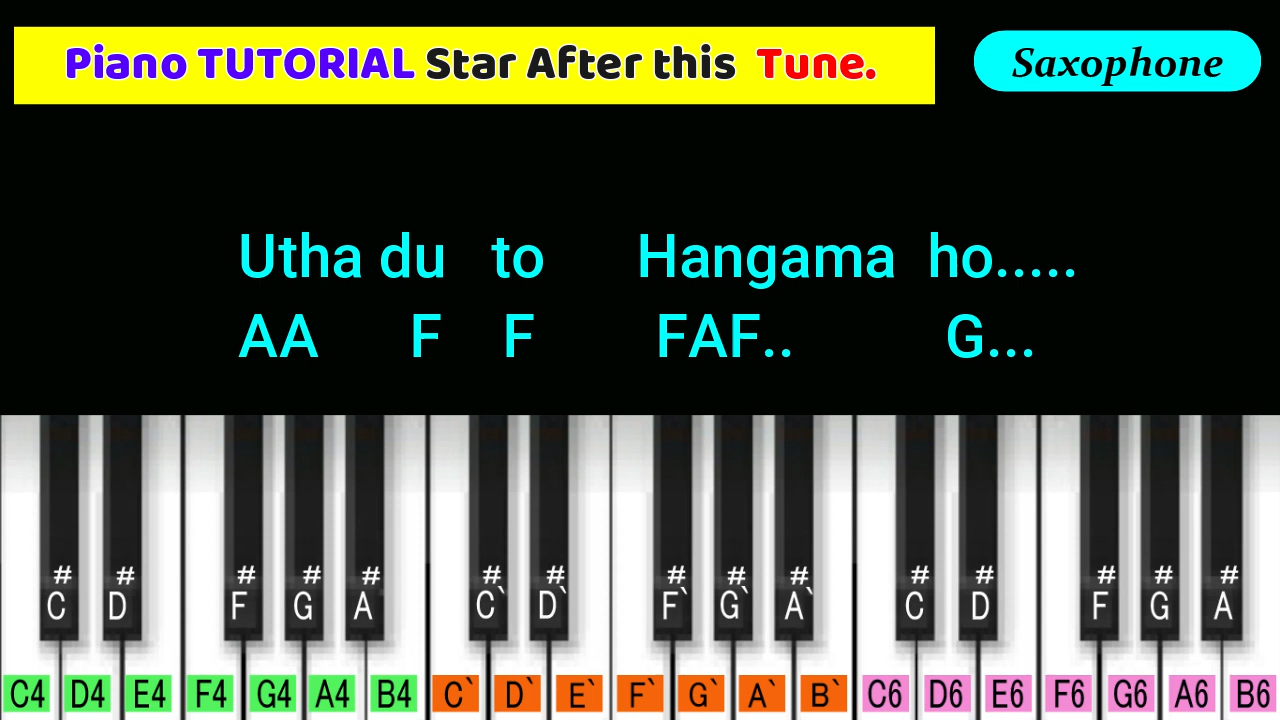 Piano TUTORIAL Star After this Tune.
Saxophone
Utha du to Hangama ho.....
AA F F FAF.. G...
# # # # # # # # # # # # # # #
C D F G A C` D` F` G` A` C D F G A
C4 D4 E4 F4 G4 A4 B4 C` D` E` F` G` A` B` C6 D6 E6 F6 G6 A6 B6